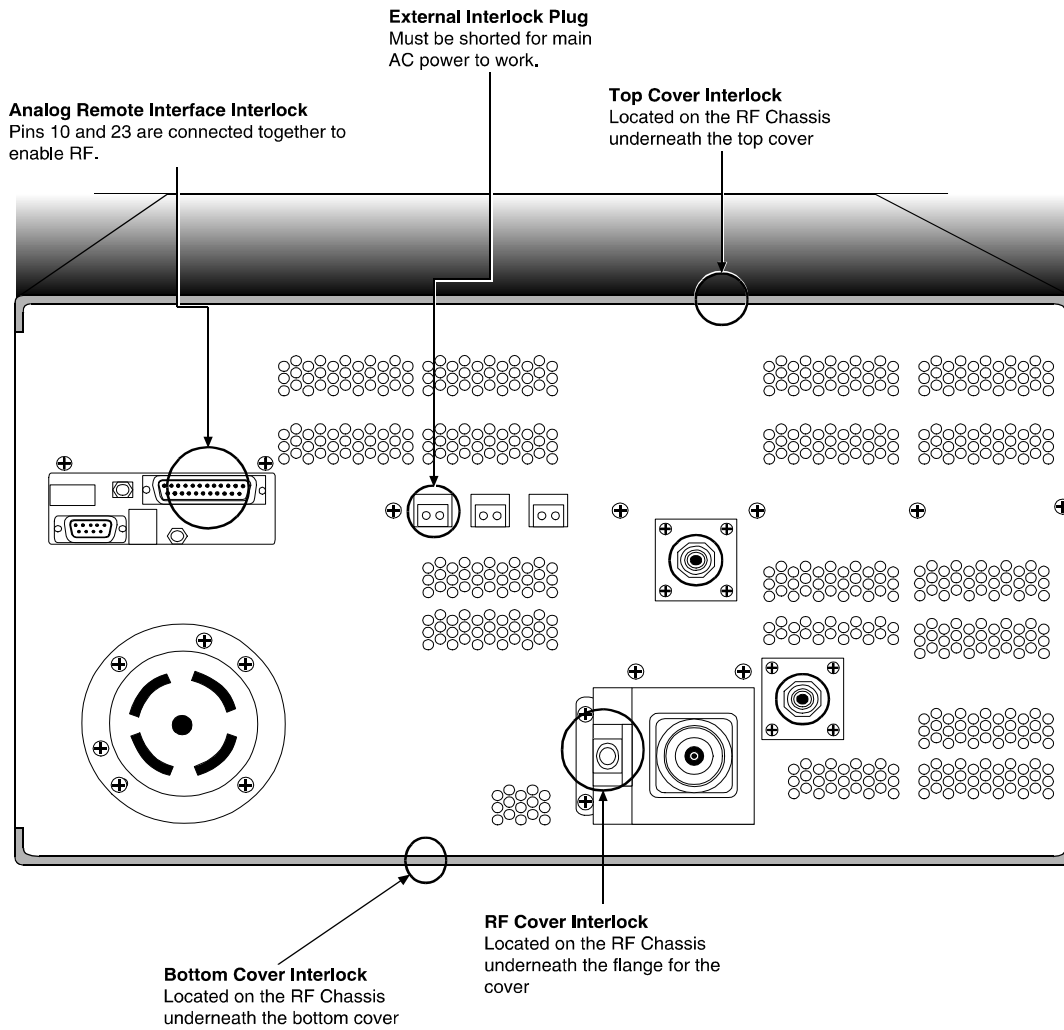 External Interlock Plug
Must be shorted for main
AC power to work.
Analog Remote Interface Interlock
Pins 10 and 23 are connected together to
enable RF.
Top Cover Interlock
Located on the RF Chassis
underneath the top cover
RF Cover Interlock
Located on the RF Chassis
underneath the flange for the
cover
Bottom Cover Interlock
Located on the RF Chassis
underneath the bottom cover